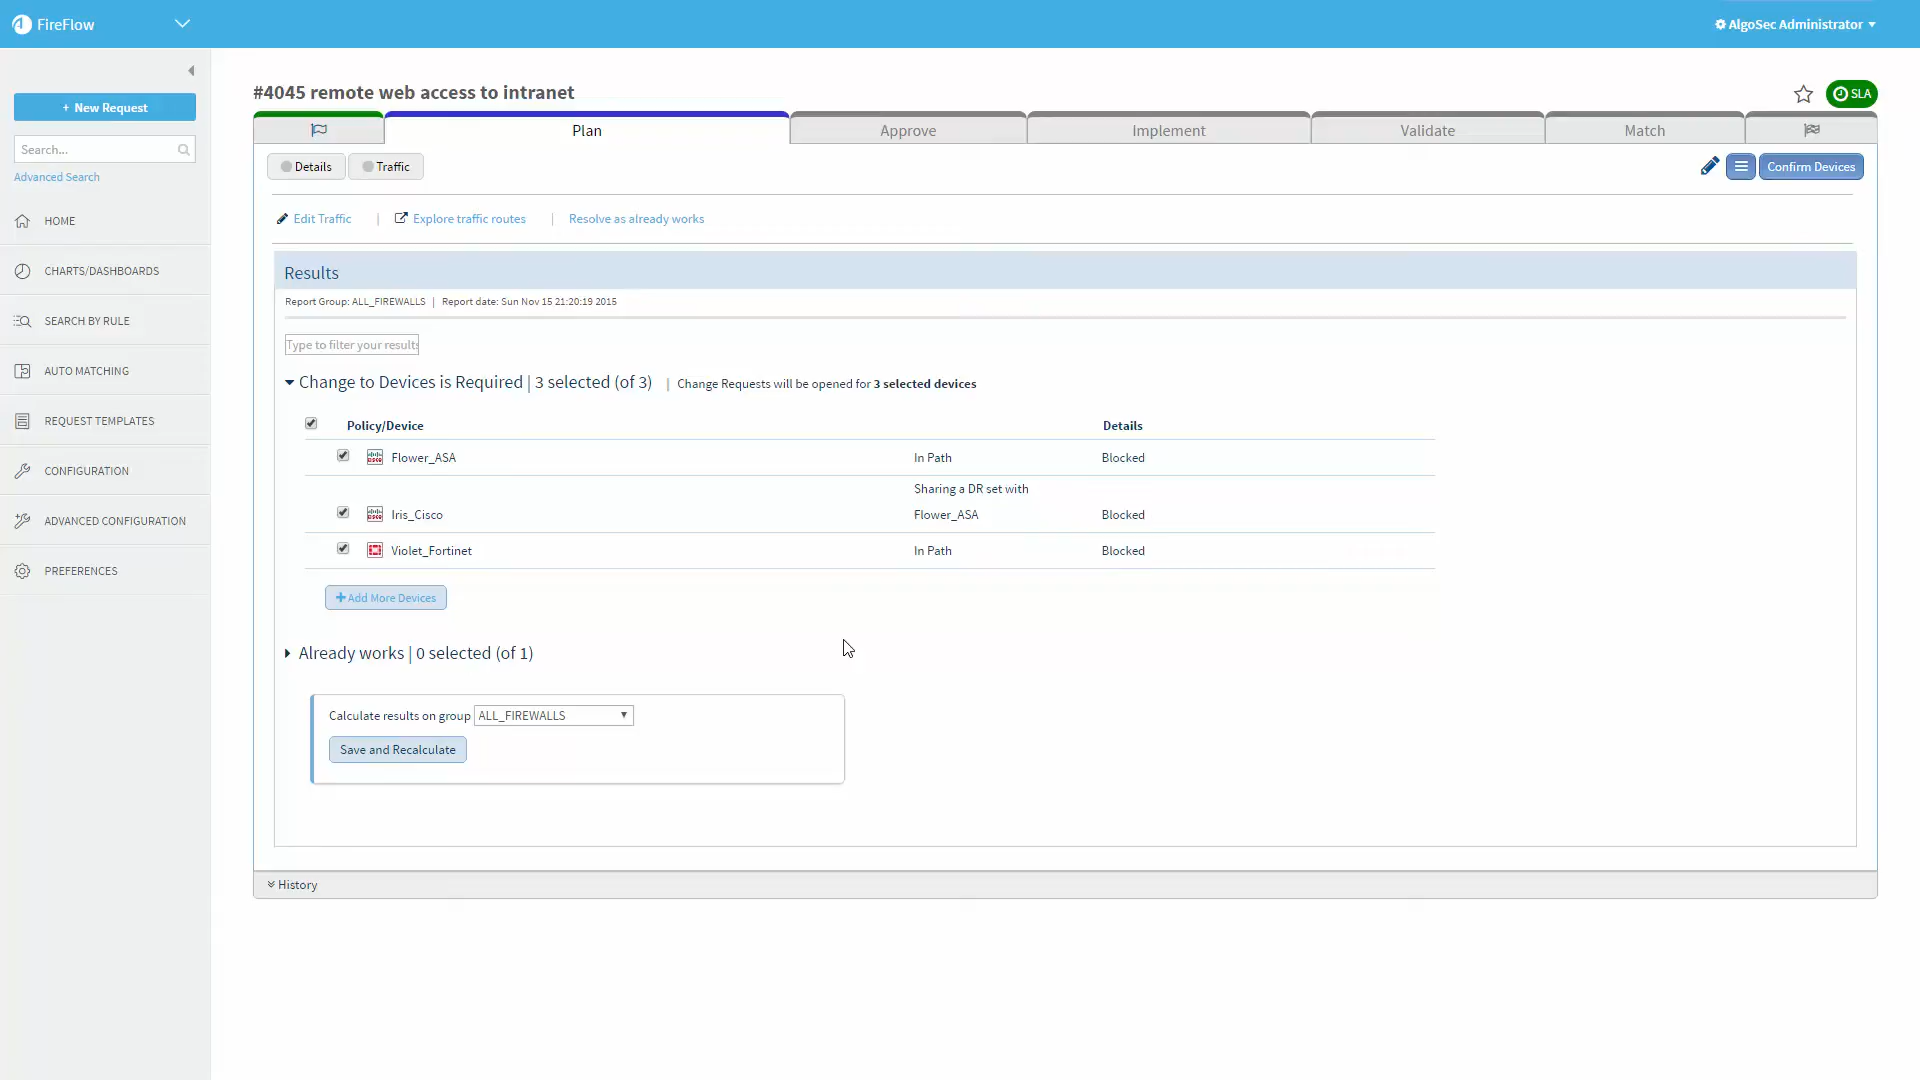 FireFlow
AlgoSec Administrator
+ New Request
Search...
Advanced Search
HOME
CHARTS/DASHBOARDS
SEARCH BY RULE
AUTO MATCHING
REQUEST TEMPLATES
CONFIGURATION
ADVANCED CONFIGURATION
PREFERENCES
#4045 remote web access to intranet
SLA
Plan
Approve
Implement
Validate
Match
Details
Traffic
Confirm Devices
Edit Traffic | Explore traffic routes | Resolve as already works
Results
Report Group: ALL_FIREWALLS | Report date: Sun Nov 15 21:20:19 2015
Type to filter your results
Change to Devices is Required | 3 selected (of 3) | Change Requests will be opened for 3 selected devices
Policy/Device Details
Flower_ASA In Path Blocked
Sharing a DR set with
Iris_Cisco Flower_ASA Blocked
Violet_Fortinet In Path Blocked
+ Add More Devices
Already works | 0 selected (of 1)
Calculate results on group ALL_FIREWALLS
Save and Recalculate
History